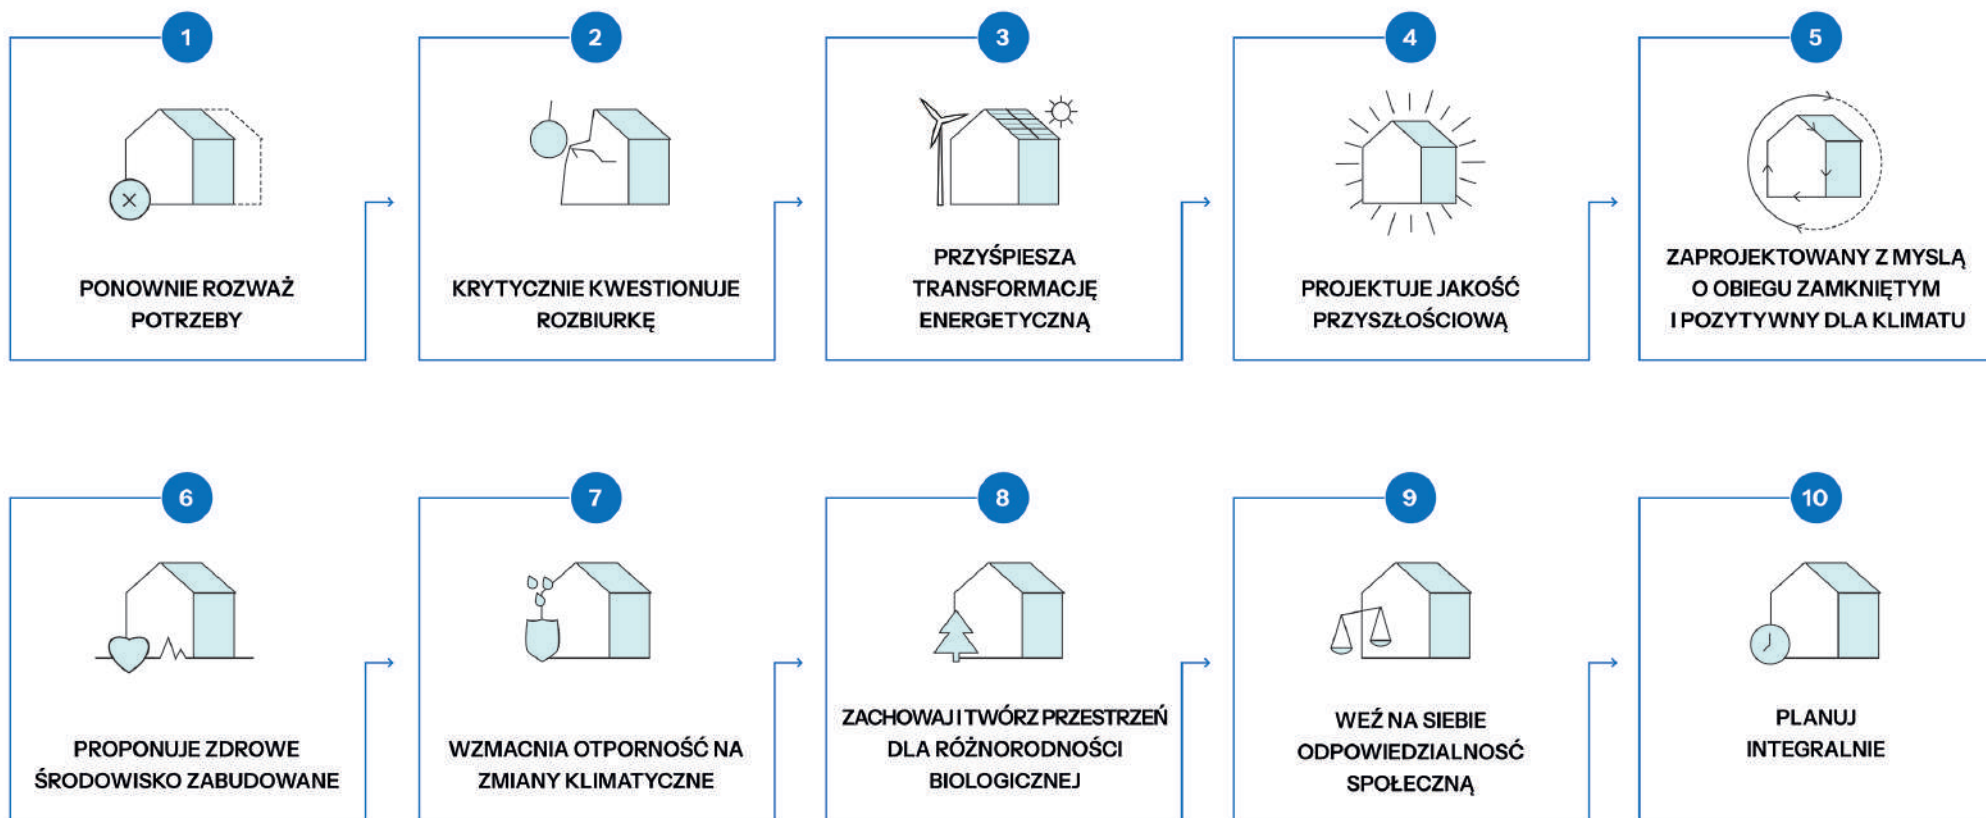 1
PONOWNIE ROZWAŻ
POTRZEBY
2
KRYTYCZNIE KWESTIONUJE
ROZBIURKĘ
3
PRZYŚPIESZA
TRANSFORMACJĘ
ENERGETYCZNĄ
4
PROJEKTUJE JAKOŚĆ
PRZYSZŁOŚCIOWĄ
5
ZAPROJEKTOWANY Z MYSLĄ
O OBIEGU ZAMKNIĘTYM
I POZYTYWNY DLA KLIMATU
6
PROPONUJE ZDROWE
ŚRODOWISKO ZABUDOWANE
7
WZMACNIA OTPORNOŚĆ NA
ZMIANY KLIMATYCZNE
8
ZACHOWAJ I TWÓRZ PRZESTRZEŃ
DLA RÓŻNORODNOŚCI
BIOLOGICZNEJ
9
WEŹ NA SIEBIE
ODPOWIEDZIALNOSĆ
SPOŁECZNĄ
10
PLANUJ
INTEGRALNIE